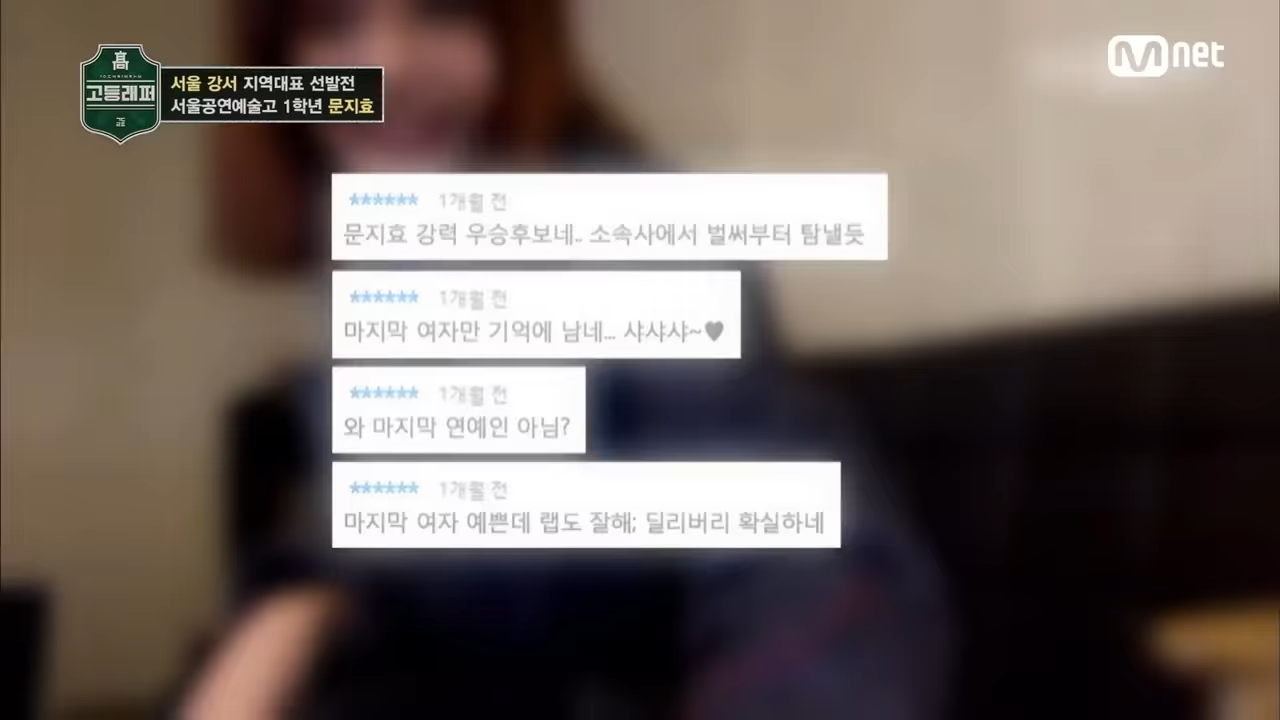 高
고등래퍼
서울 강서 지역대표 선발전
서울공연예술고 1학년 문지효
Mnet
****** 1개월 전
문지효 강력 우승후보네.. 소속사에서 벌써부터 탐낼듯
****** 1개월 전
마지막 여자만 기억에 남네... 샤샤샤~♥
****** 1개월 전
와 마지막 연예인 아님?
****** 1개월 전
마지막 여자 예쁜데 랩도 잘해; 딜리버리 확실하네